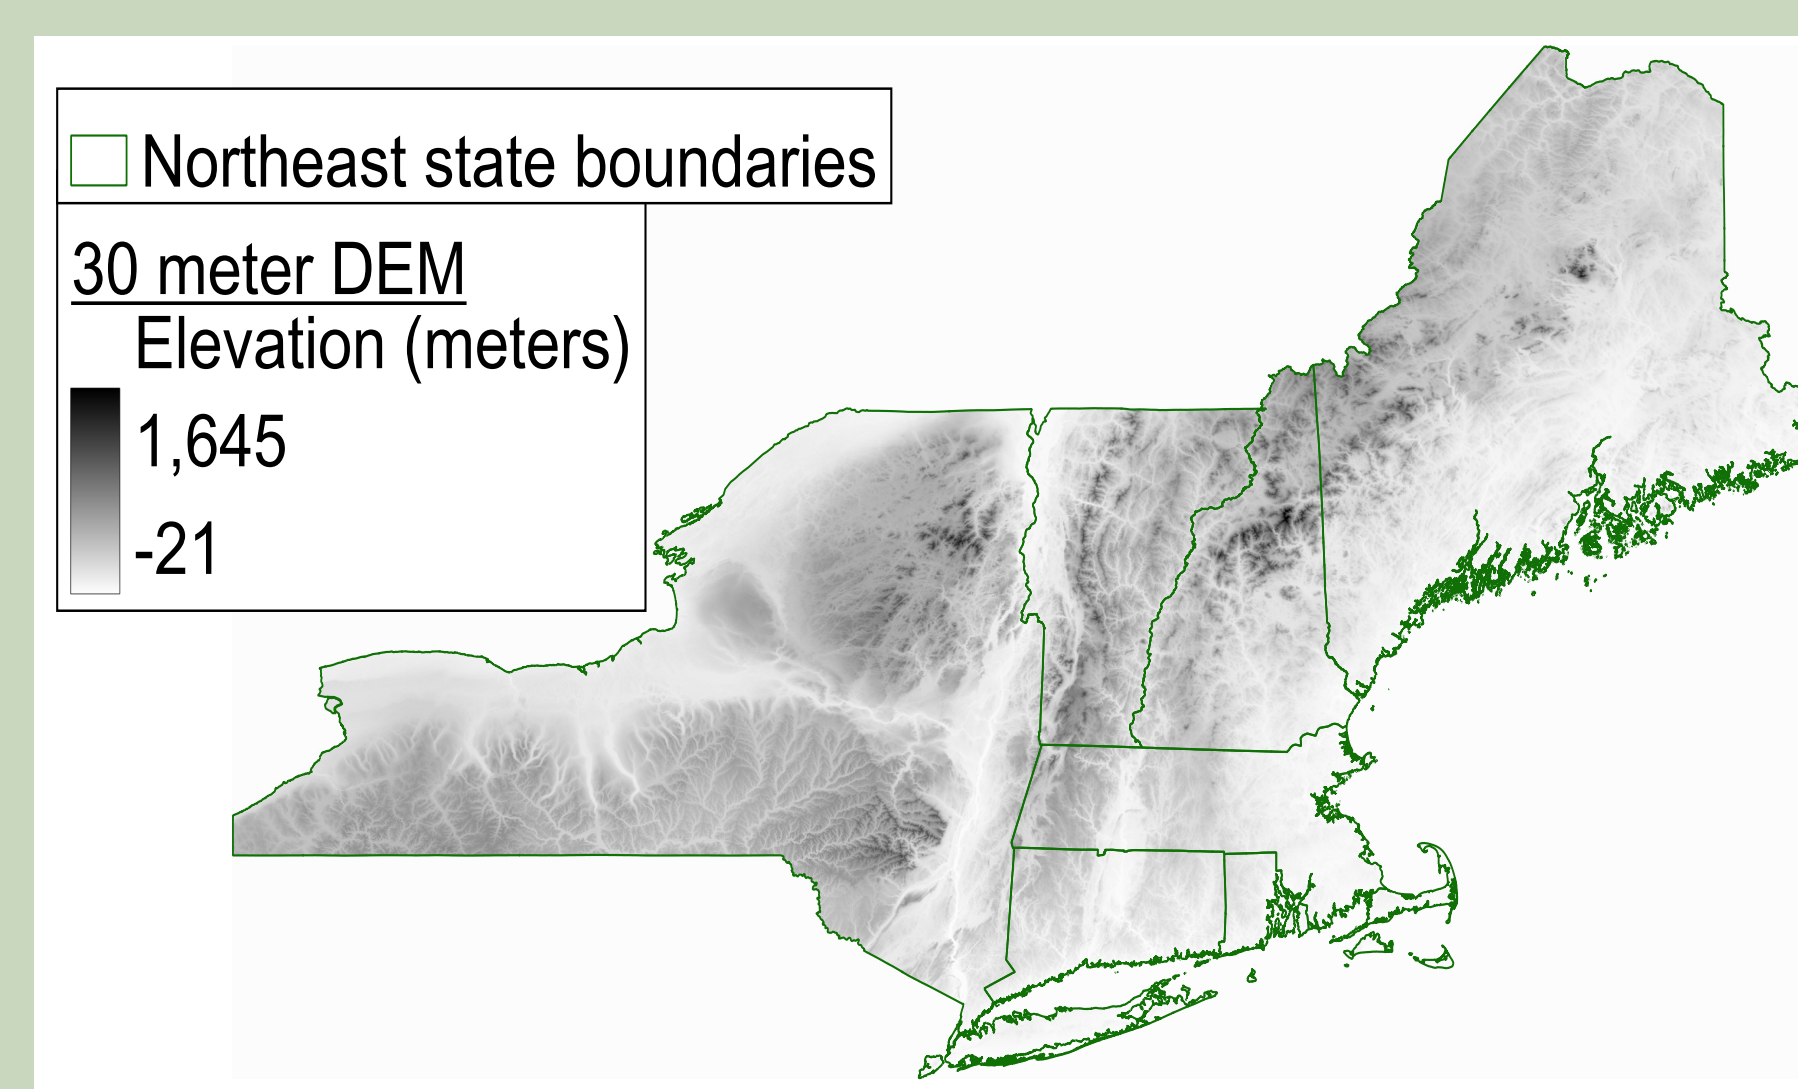 Northeast state boundaries
30 meter DEM
Elevation (meters)
1,645
-21